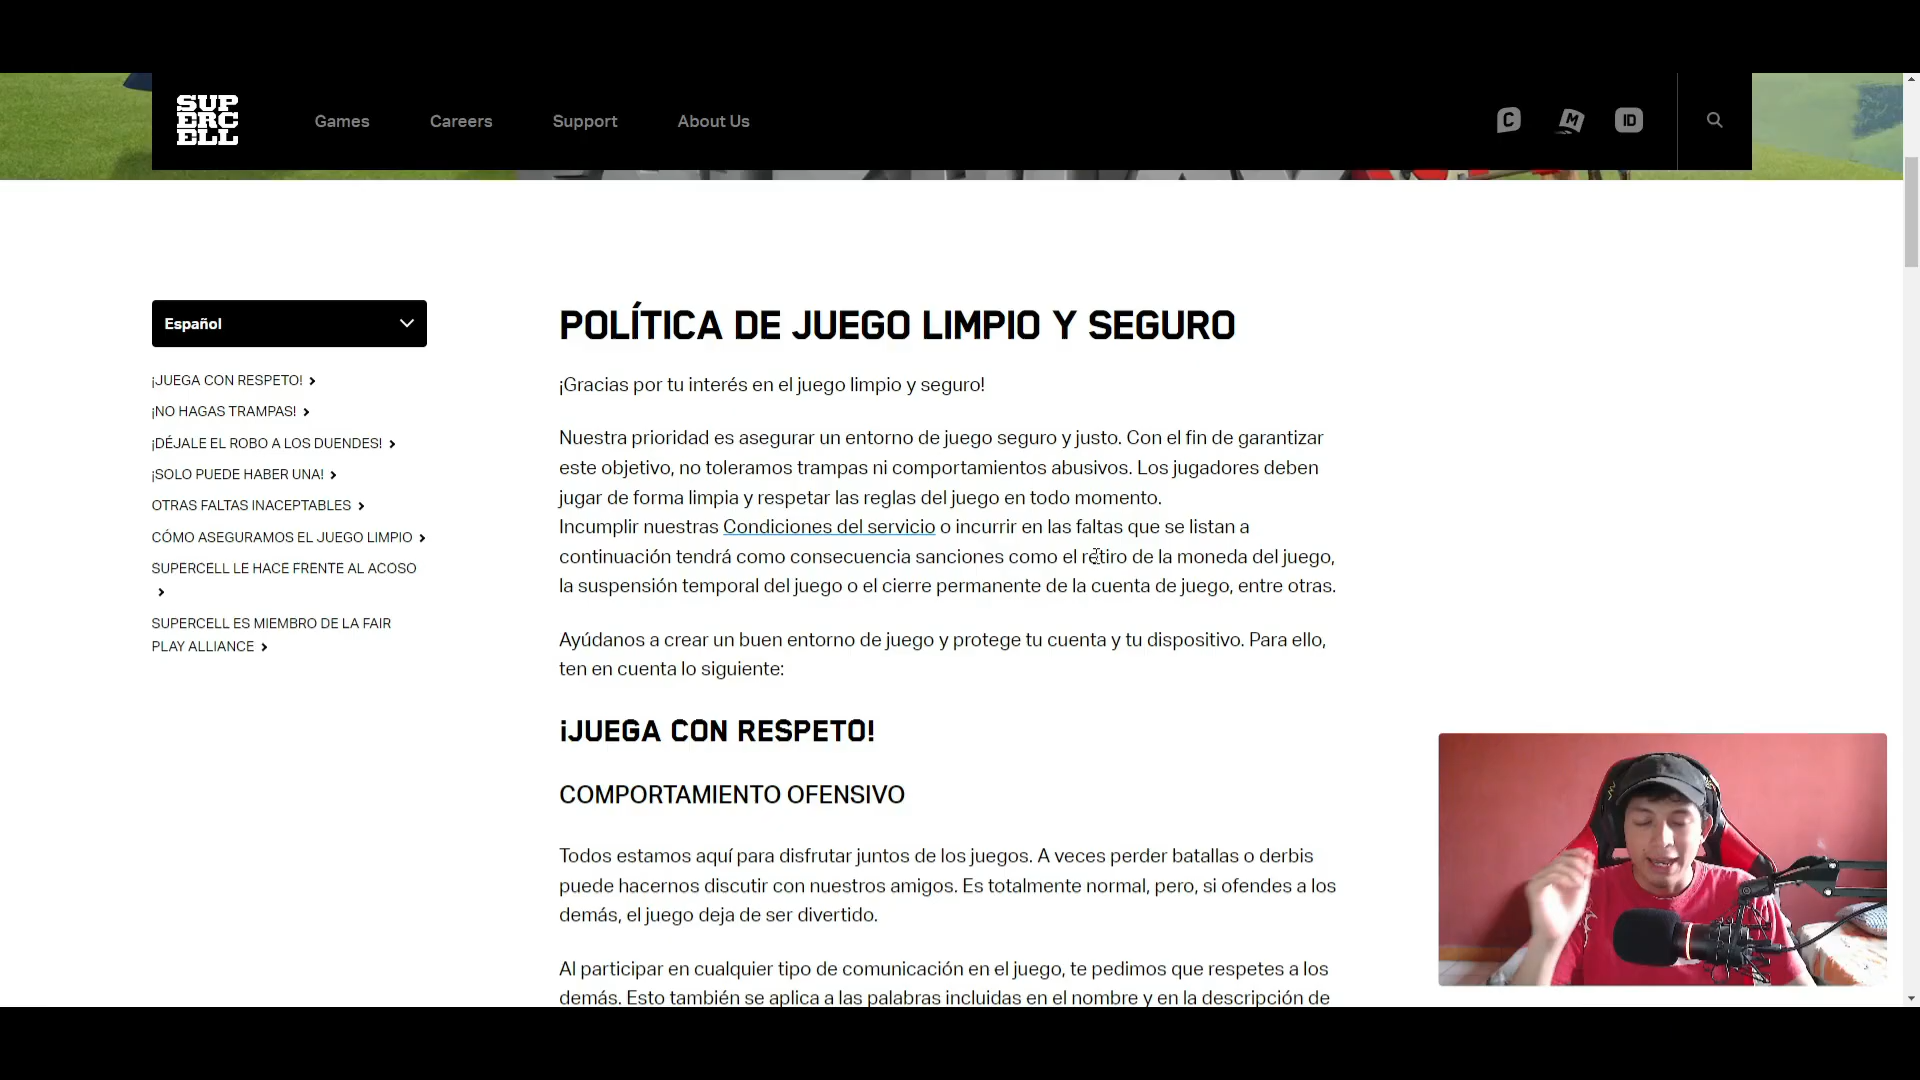 SUP
ERC
ELL
Games
Careers
Support
About Us
C
M
ID
Español
¡JUEGA CON RESPETO!
¡NO HAGAS TRAMPAS!
¡DÉJALE EL ROBO A LOS DUENDES!
¡SOLO PUEDE HABER UNA!
OTRAS FALTAS INACEPTABLES
CÓMO ASEGURAMOS EL JUEGO LIMPIO
SUPERCELL LE HACE FRENTE AL ACOSO
SUPERCELL ES MIEMBRO DE LA FAIR
PLAY ALLIANCE
POLÍTICA DE JUEGO LIMPIO Y SEGURO
¡Gracias por tu interés en el juego limpio y seguro!
Nuestra prioridad es asegurar un entorno de juego seguro y justo. Con el fin de garantizar
este objetivo, no toleramos trampas ni comportamientos abusivos. Los jugadores deben
jugar de forma limpia y respetar las reglas del juego en todo momento.
Incumplir nuestras Condiciones del servicio o incurrir en las faltas que se listan a
continuación tendrá como consecuencia sanciones como el retiro de la moneda del juego,
la suspensión temporal del juego o el cierre permanente de la cuenta de juego, entre otras.
Ayúdanos a crear un buen entorno de juego y protege tu cuenta y tu dispositivo. Para ello,
ten en cuenta lo siguiente:
¡JUEGA CON RESPETO!
COMPORTAMIENTO OFENSIVO
Todos estamos aquí para disfrutar juntos de los juegos. A veces perder batallas o derbis
puede hacernos discutir con nuestros amigos. Es totalmente normal, pero, si ofendes a los
demás, el juego deja de ser divertido.
Al participar en cualquier tipo de comunicación en el juego, te pedimos que respetes a los
demás. Esto también se aplica a las palabras incluidas en el nombre y en la descripción de